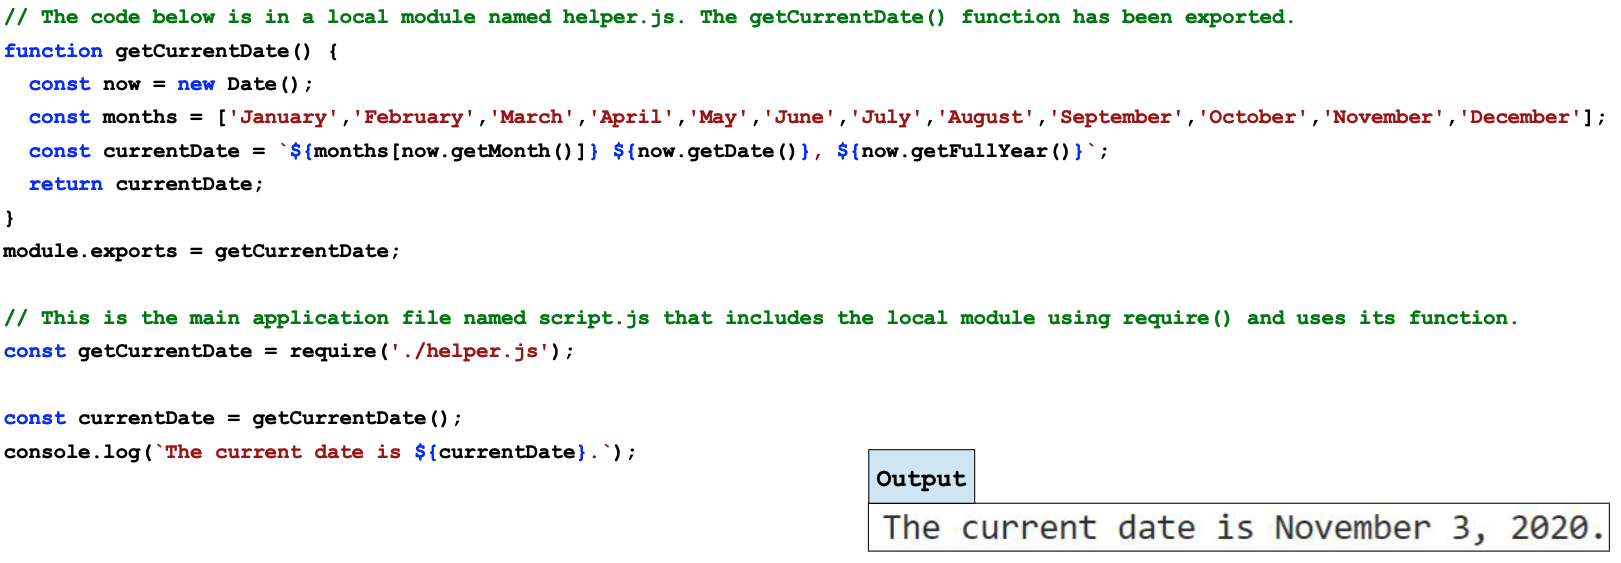 // The code below is in a local module named helper.js. The getCurrentDate() function has been exported.
function getCurrentDate() {
  const now = new Date();
  const months = ['January','February','March','April','May','June','July','August','September','October','November','December'];
  const currentDate = `${months[now.getMonth()]} ${now.getDate()}, ${now.getFullYear()}`;
  return currentDate;
}
module.exports = getCurrentDate;

// This is the main application file named script.js that includes the local module using require() and uses its function.
const getCurrentDate = require('./helper.js');

const currentDate = getCurrentDate();
console.log(`The current date is ${currentDate}.`);
Output
The current date is November 3, 2020.